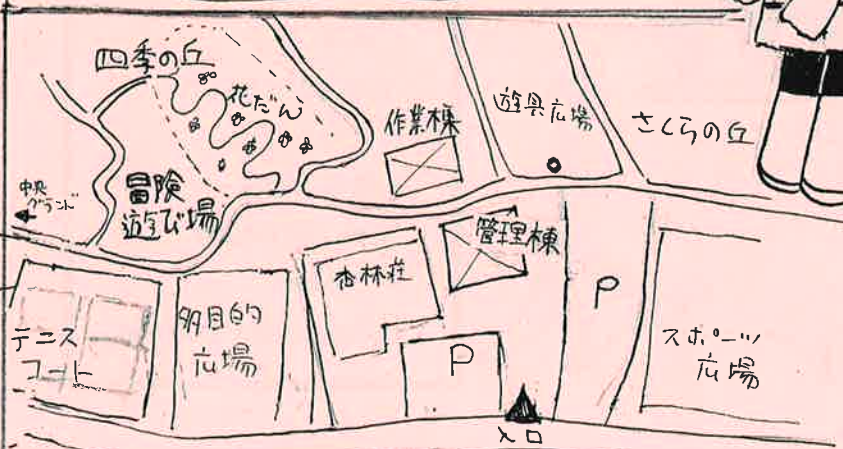 四季の丘
花だん
作業棟
遊具広場
さくらの丘
中央
グランド
冒険
遊び場
管理棟
杏林荘
P
テニス
コート
多目的
広場
P
スポーツ
広場
入口